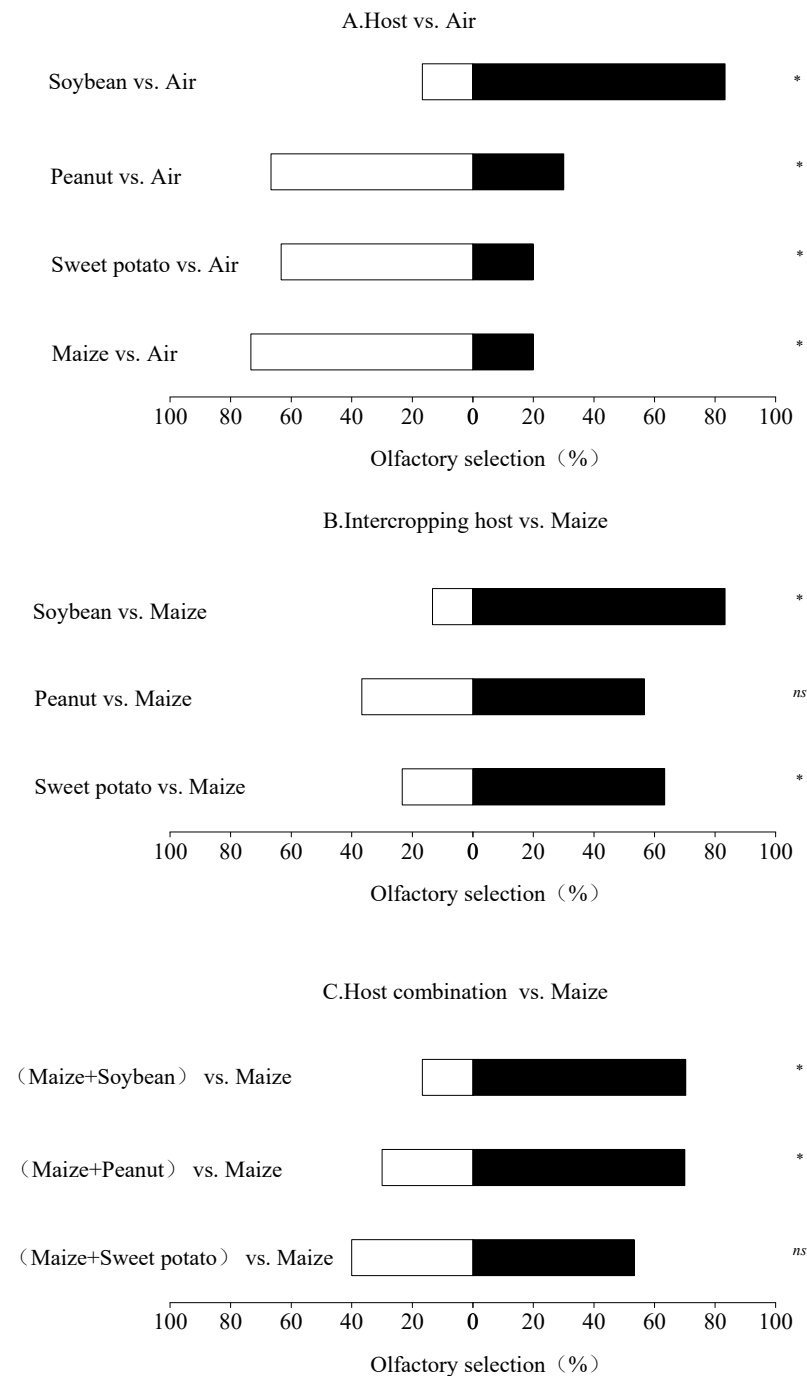 A.Host vs. Air
Soybean vs. Air *
Peanut vs. Air *
Sweet potato vs. Air *
Maize vs. Air *
100 80 60 40 20 0 20 40 60 80 100
Olfactory selection（%）
B.Intercropping host vs. Maize
Soybean vs. Maize *
Peanut vs. Maize ns
Sweet potato vs. Maize *
100 80 60 40 20 0 20 40 60 80 100
Olfactory selection（%）
C.Host combination vs. Maize
（Maize+Soybean） vs. Maize *
（Maize+Peanut） vs. Maize *
（Maize+Sweet potato） vs. Maize ns
100 80 60 40 20 0 20 40 60 80 100
Olfactory selection（%）